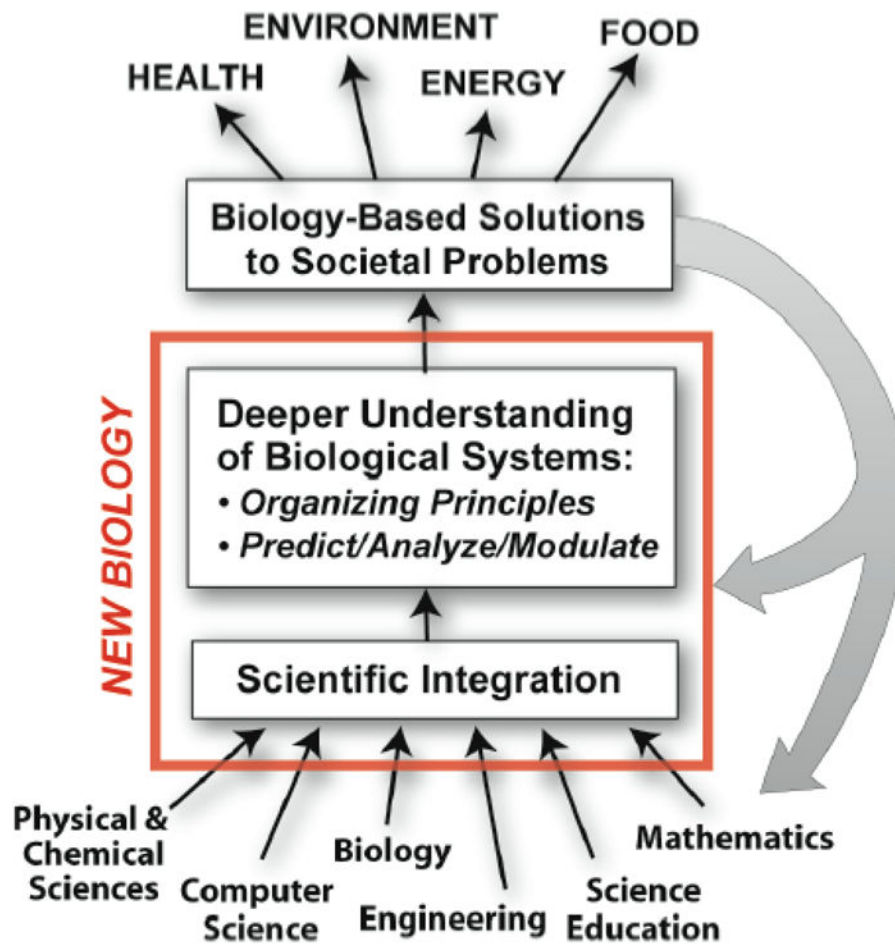 ENVIRONMENT
FOOD
HEALTH
ENERGY
Biology-Based Solutions
to Societal Problems
NEW BIOLOGY
Deeper Understanding
of Biological Systems:
• Organizing Principles
• Predict/Analyze/Modulate
Scientific Integration
Physical &
Chemical
Sciences
Computer
Science
Biology
Engineering
Science
Education
Mathematics